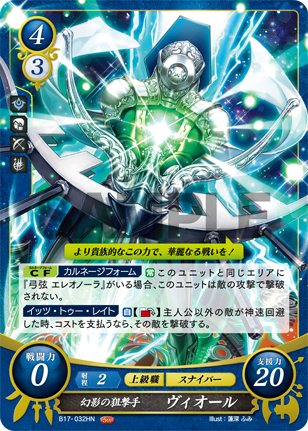 4
3
SAMPLE
より貴族的なこの力で、華麗なる戦いを！
CF カルネージフォーム 常 このユニットと同じエリアに
『弓弦 エレオノーラ』がいる場合、このユニットは敵の攻撃で撃破
されない。
イッツ・トゥ・レイト 自 【 】主人公以外の敵が神速回避
した時、コストを支払うなら、その敵を撃破する。
戦闘力
0
射程 2
上級職 スナイパー
支援力
20
幻影の狙撃手 ヴィオール
B17-032HN
Illust：蓮深 ふみ